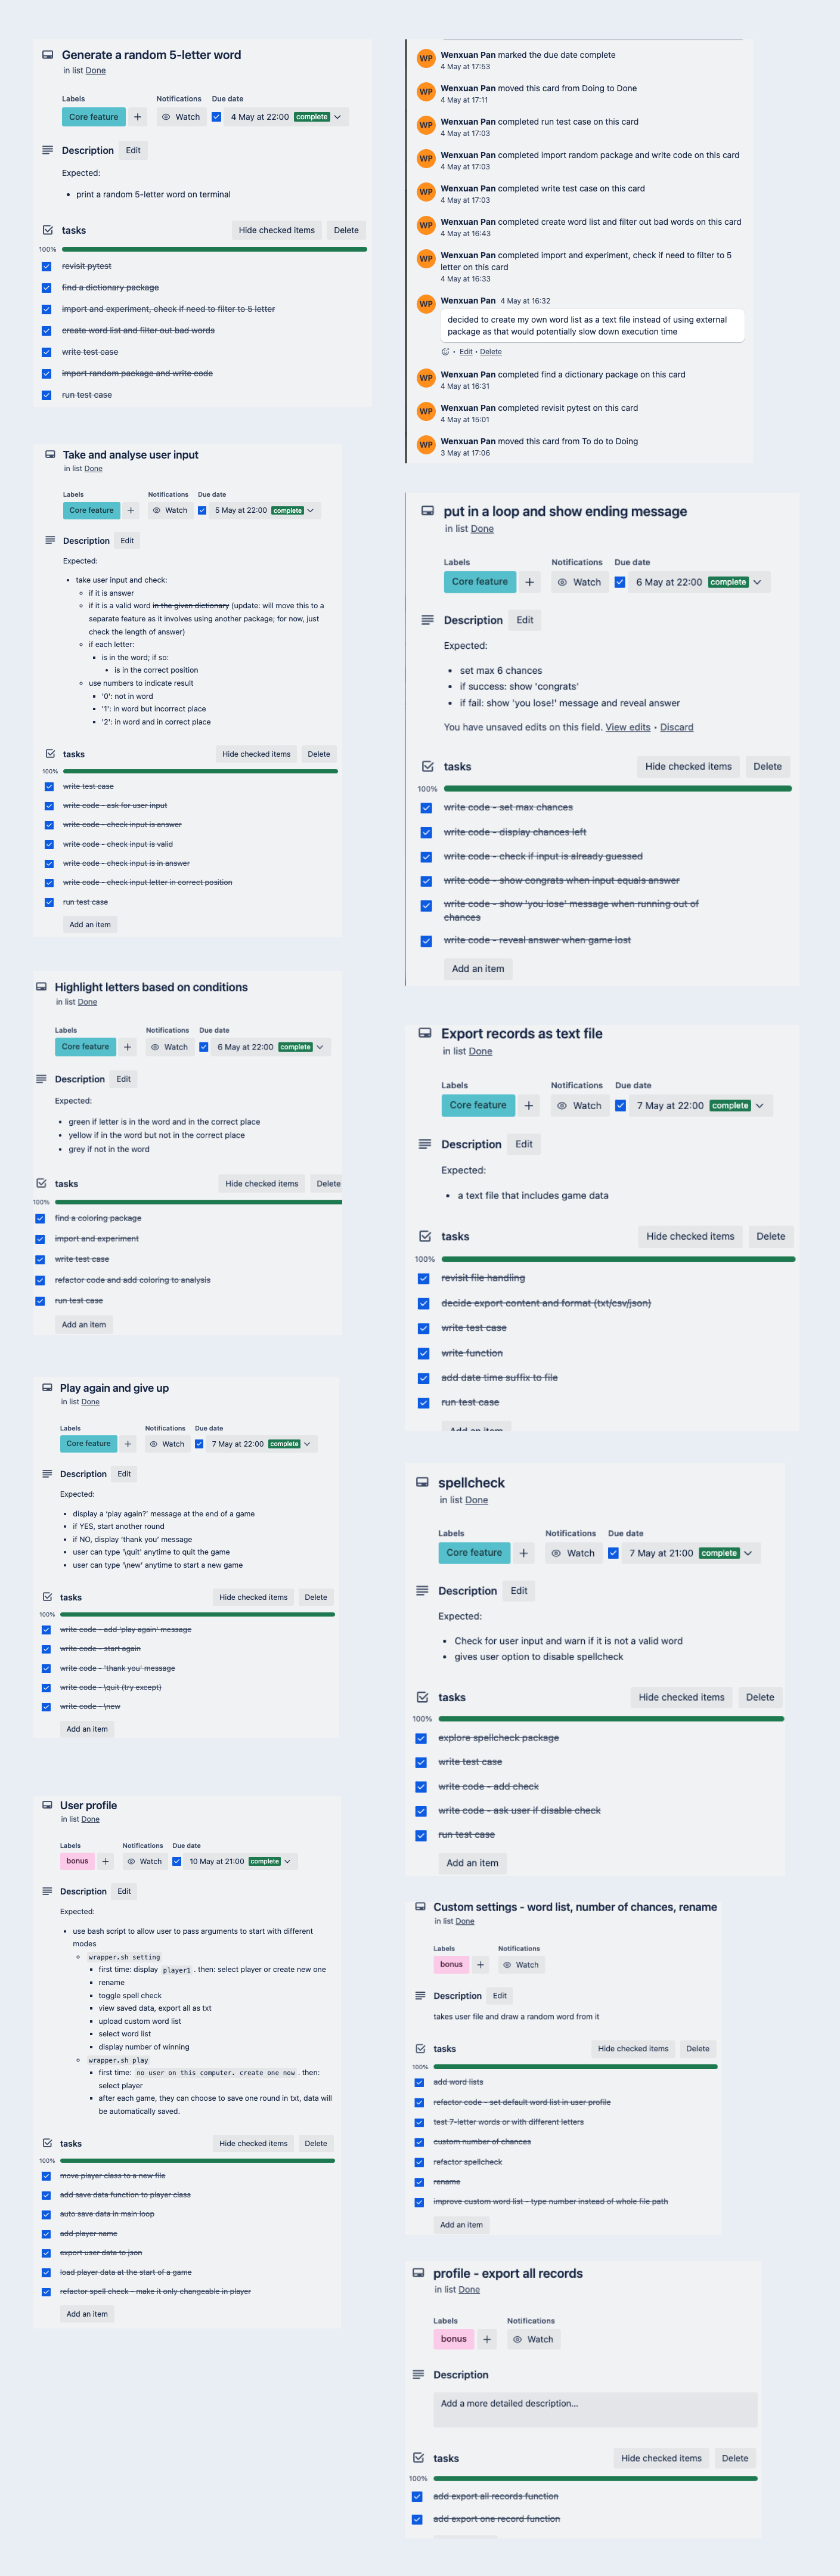 Generate a random 5-letter word
in list Done
Labels
Notifications
Due date
Core feature
+
Watch
4 May at 22:00 complete
Description
Edit
Expected:
• print a random 5-letter word on terminal
tasks
Hide checked items
Delete
100%
revisit pytest
find a dictionary package
import and experiment, check if need to filter to 5 letter
create word list and filter out bad words
write test case
import random package and write code
run test case
Take and analyse user input
in list Done
Labels
Notifications
Due date
Core feature
+
Watch
5 May at 22:00 complete
Description
Edit
Expected:
• take user input and check:
◦ if it is answer
◦ if it is a valid word in the given dictionary (update: will move this to a
separate feature as it involves using another package; for now, just
check the length of answer)
◦ if each letter:
▪ is in the word; if so:
▪ is in the correct position
◦ use numbers to indicate result
▪ '0': not in word
▪ '1': in word but incorrect place
▪ '2': in word and in correct place
tasks
Hide checked items
Delete
100%
write test case
write code - ask for user input
write code - check input is answer
write code - check input is valid
write code - check input is in answer
write code - check input letter in correct position
run test case
Add an item
Highlight letters based on conditions
in list Done
Labels
Notifications
Due date
Core feature
+
Watch
6 May at 22:00 complete
Description
Edit
Expected:
• green if letter is in the word and in the correct place
• yellow if in the word but not in the correct place
• grey if not in the word
tasks
Hide checked items
Delete
100%
find a coloring package
import and experiment
write test case
refactor code and add coloring to analysis
run test case
Add an item
Play again and give up
in list Done
Labels
Notifications
Due date
Core feature
+
Watch
7 May at 22:00 complete
Description
Edit
Expected:
• display a 'play again?' message at the end of a game
• if YES, start another round
• if NO, display 'thank you' message
• user can type '\quit' anytime to quit the game
• user can type '\new' anytime to start a new game
tasks
Hide checked items
Delete
100%
write code - add 'play again' message
write code - start again
write code - 'thank you' message
write code - \quit (try except)
write code - \new
Add an item
User profile
in list Done
Labels
Notifications
Due date
bonus
+
Watch
10 May at 21:00 complete
Description
Edit
Expected:
• use bash script to allow user to pass arguments to start with different
modes
◦ wrapper.sh setting
▪ first time: display player1 . then: select player or create new one
▪ rename
▪ toggle spell check
▪ view saved data, export all as txt
▪ upload custom word list
▪ select word list
▪ display number of winning
◦ wrapper.sh play
▪ first time: no user on this computer. create one now . then:
select player
▪ after each game, they can choose to save one round in txt, data will
be automatically saved.
tasks
Hide checked items
Delete
100%
move player class to a new file
add save data function to player class
auto save data in main loop
add player name
export user data to json
load player data at the start of a game
refactor spell check - make it only changeable in player
Add an item
WP
Wenxuan Pan marked the due date complete
4 May at 17:53
WP
Wenxuan Pan moved this card from Doing to Done
4 May at 17:11
WP
Wenxuan Pan completed run test case on this card
4 May at 17:03
WP
Wenxuan Pan completed import random package and write code on this card
4 May at 17:03
WP
Wenxuan Pan completed write test case on this card
4 May at 17:03
WP
Wenxuan Pan completed create word list and filter out bad words on this card
4 May at 16:43
WP
Wenxuan Pan completed import and experiment, check if need to filter to 5
letter on this card
4 May at 16:33
WP
Wenxuan Pan 4 May at 16:32
decided to create my own word list as a text file instead of using external
package as that would potentially slow down execution time
• Edit • Delete
WP
Wenxuan Pan completed find a dictionary package on this card
4 May at 16:31
WP
Wenxuan Pan completed revisit pytest on this card
4 May at 15:01
WP
Wenxuan Pan moved this card from To do to Doing
3 May at 17:06
put in a loop and show ending message
in list Done
Labels
Notifications
Due date
Core feature
+
Watch
6 May at 22:00 complete
Description
Edit
Expected:
• set max 6 chances
• if success: show 'congrats'
• if fail: show 'you lose!' message and reveal answer
You have unsaved edits on this field. View edits • Discard
tasks
Hide checked items
Delete
100%
write code - set max chances
write code - display chances left
write code - check if input is already guessed
write code - show congrats when input equals answer
write code - show 'you lose' message when running out of
chances
write code - reveal answer when game lost
Add an item
Export records as text file
in list Done
Labels
Notifications
Due date
Core feature
+
Watch
7 May at 22:00 complete
Description
Edit
Expected:
• a text file that includes game data
tasks
Hide checked items
Delete
100%
revisit file handling
decide export content and format (txt/csv/json)
write test case
write function
add date time suffix to file
run test case
Add an item
spellcheck
in list Done
Labels
Notifications
Due date
Core feature
+
Watch
7 May at 21:00 complete
Description
Edit
Expected:
• Check for user input and warn if it is not a valid word
• gives user option to disable spellcheck
tasks
Hide checked items
Delete
100%
explore spellcheck package
write test case
write code - add check
write code - ask user if disable check
run test case
Add an item
Custom settings - word list, number of chances, rename
in list Done
Labels
Notifications
bonus
+
Watch
Description
Edit
takes user file and draw a random word from it
tasks
Hide checked items
Delete
100%
add word lists
refactor code - set default word list in user profile
test 7-letter words or with different letters
custom number of chances
refactor spellcheck
rename
improve custom word list - type number instead of whole file path
Add an item
profile - export all records
in list Done
Labels
Notifications
bonus
+
Watch
Description
Add a more detailed description...
tasks
Hide checked items
Delete
100%
add export all records function
add export one record function